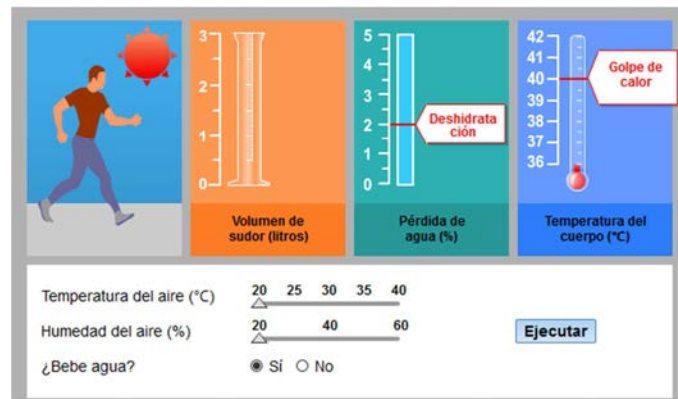 3
2
1
0
Volumen de
sudor (litros)
5
4
3
2
1
0
Deshidrata
ción
Pérdida de
agua (%)
42
41
40
39
38
37
36
Golpe de
calor
Temperatura del
cuerpo (°C)
Temperatura del aire (°C) 20 25 30 35 40
Humedad del aire (%) 20 40 60
¿Bebe agua? Sí No
Ejecutar